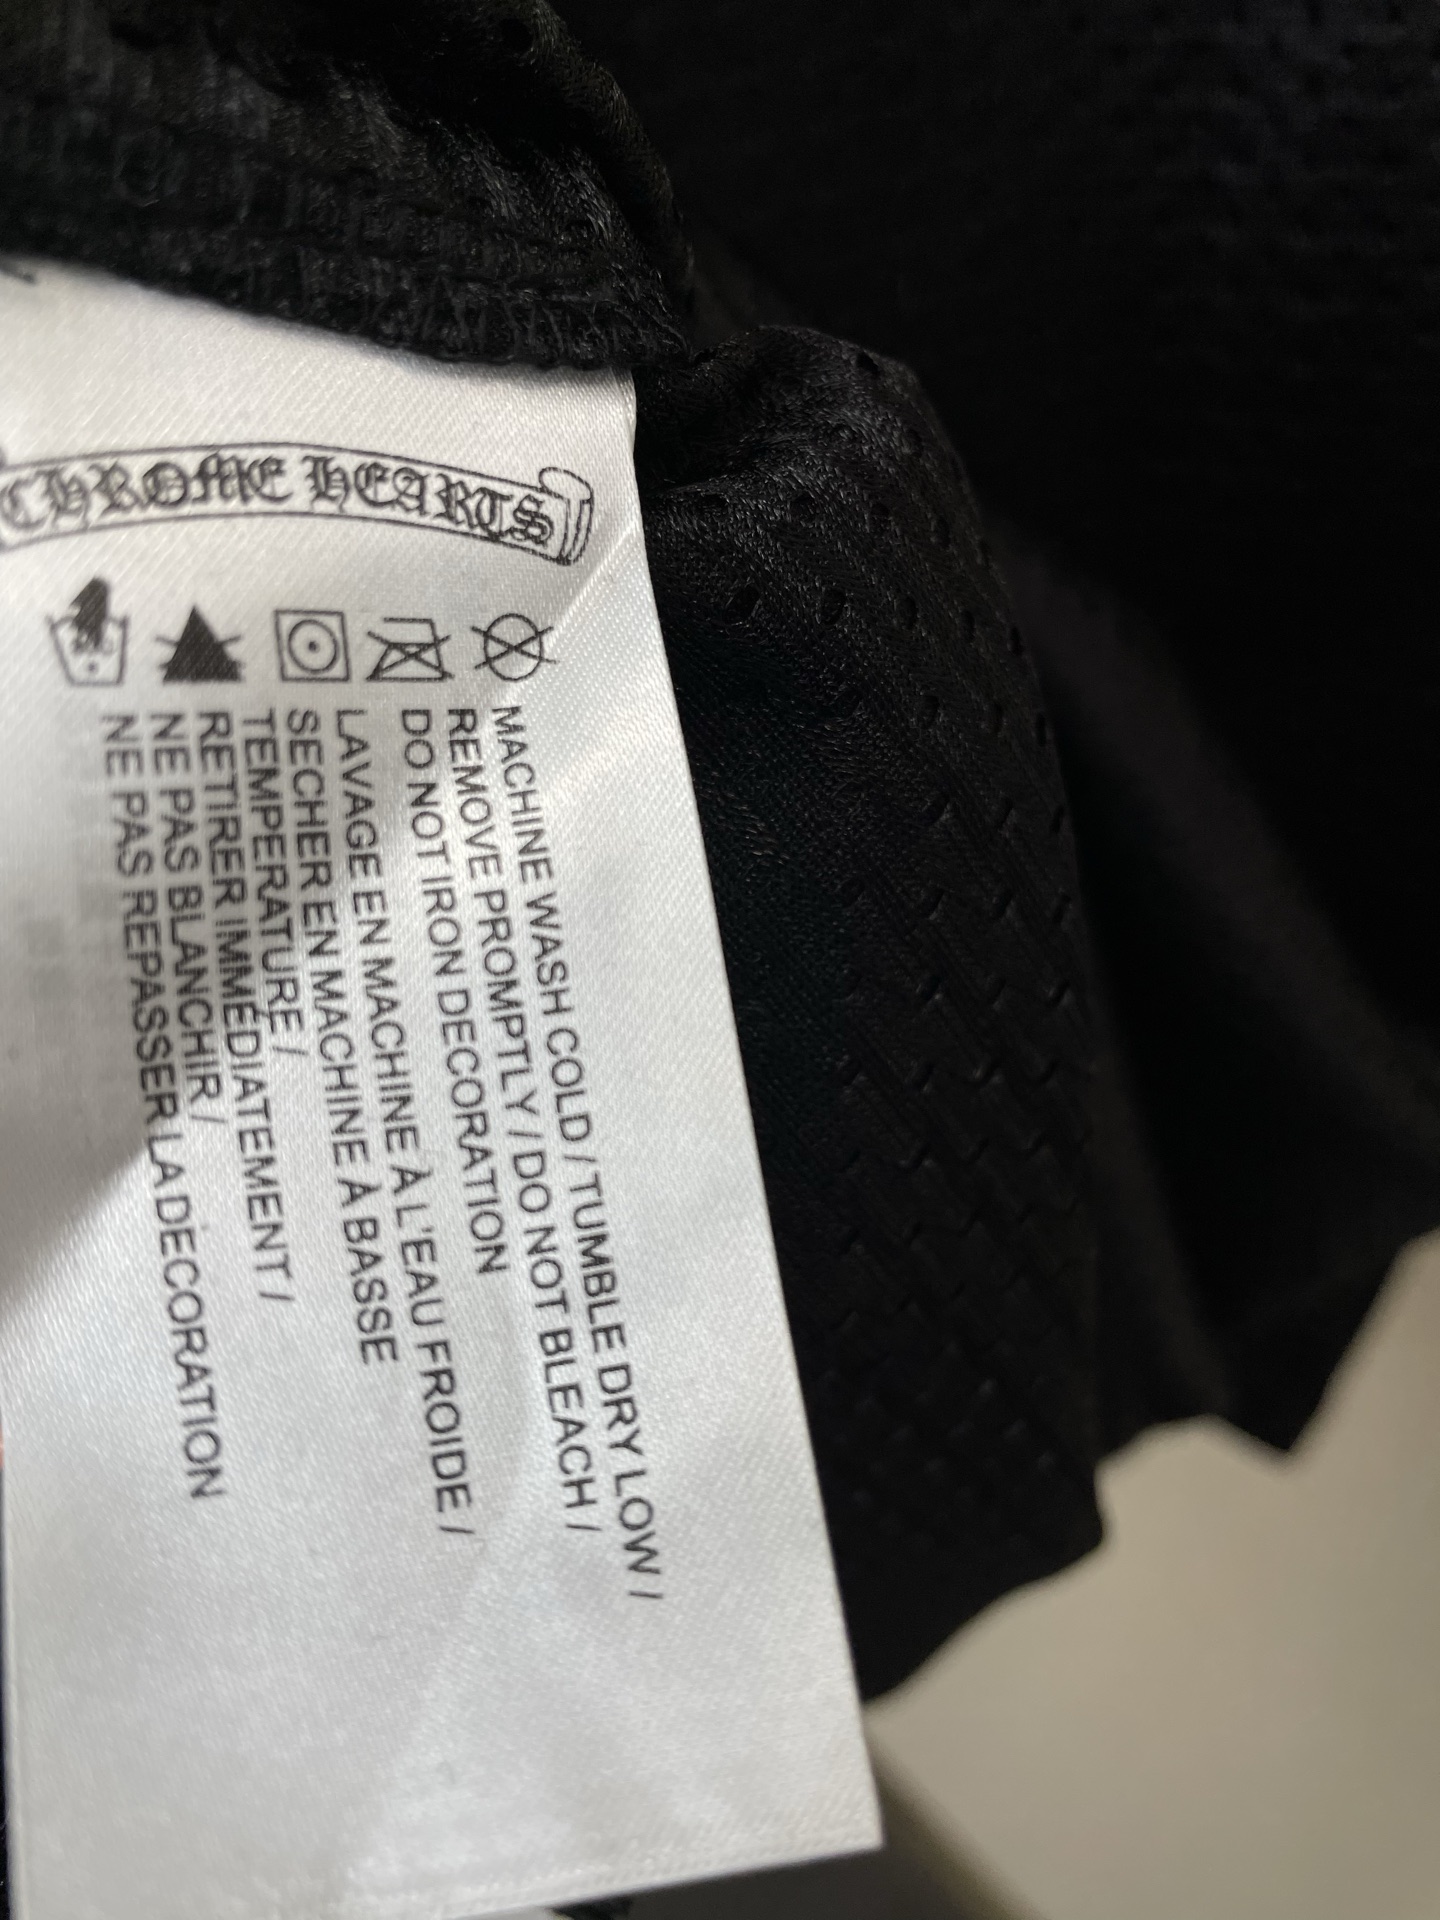 CHROME HEARTS
MACHINE WASH COLD / TUMBLE DRY LOW /
REMOVE PROMPTLY / DO NOT BLEACH /
DO NOT IRON DECORATION
LAVAGE EN MACHINE À L'EAU FROIDE /
SECHER EN MACHINE À BASSE
TEMPERATURE /
RETIRER IMMÉDIATEMENT /
NE PAS BLANCHIR /
NE PAS REPASSER LA DÉCORATION